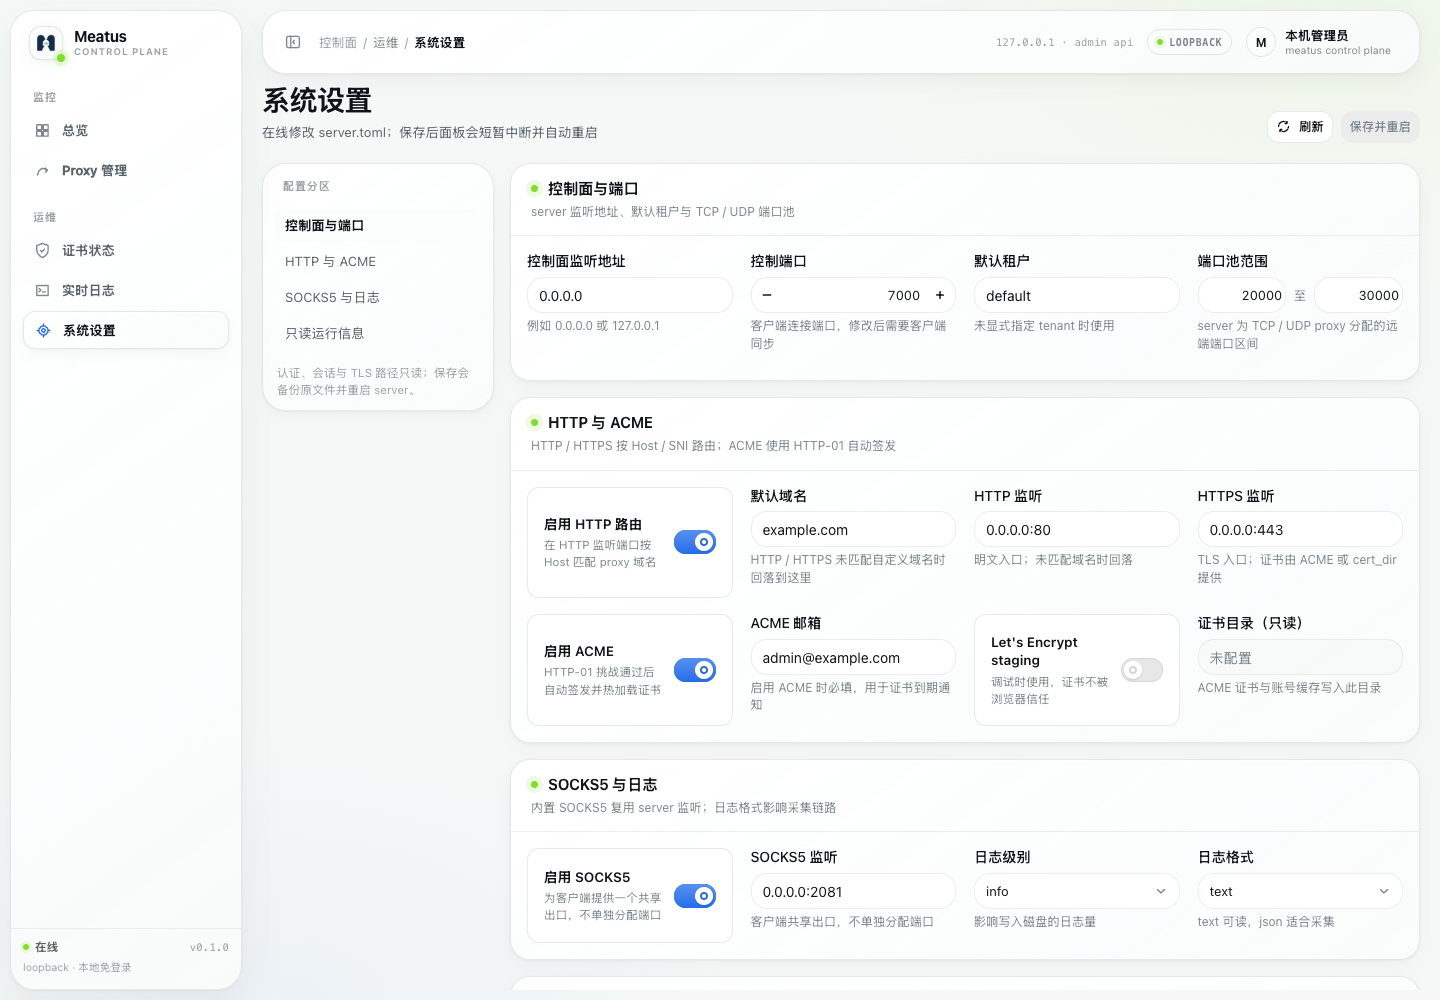 Meatus
CONTROL PLANE
监控
总览
Proxy 管理
运维
证书状态
实时日志
系统设置
在线
v0.1.0
loopback · 本地免登录
控制面 / 运维 / 系统设置
127.0.0.1 · admin api
LOOPBACK
M
本机管理员
meatus control plane
系统设置
在线修改 server.toml；保存后面板会短暂中断并自动重启
刷新
保存并重启
配置分区
控制面与端口
HTTP 与 ACME
SOCKS5 与日志
只读运行信息
认证、会话与 TLS 路径只读；保存会
备份原文件并重启 server。
控制面与端口
server 监听地址、默认租户与 TCP / UDP 端口池
控制面监听地址
0.0.0.0
例如 0.0.0.0 或 127.0.0.1
控制端口
− 7000 +
客户端连接端口，修改后需要客户端
同步
默认租户
default
未显式指定 tenant 时使用
端口池范围
20000 至 30000
server 为 TCP / UDP proxy 分配的远
端端口区间
HTTP 与 ACME
HTTP / HTTPS 按 Host / SNI 路由；ACME 使用 HTTP-01 自动签发
启用 HTTP 路由
在 HTTP 监听端口按
Host 匹配 proxy 域名
默认域名
example.com
HTTP / HTTPS 未匹配自定义域名时
回落到这里
HTTP 监听
0.0.0.0:80
明文入口；未匹配域名时回落
HTTPS 监听
0.0.0.0:443
TLS 入口；证书由 ACME 或 cert_dir
提供
启用 ACME
HTTP-01 挑战通过后
自动签发并热加载证书
ACME 邮箱
admin@example.com
启用 ACME 时必填，用于证书到期通
知
Let's Encrypt
staging
调试时使用，证书不被
浏览器信任
证书目录（只读）
未配置
ACME 证书与账号缓存写入此目录
SOCKS5 与日志
内置 SOCKS5 复用 server 监听；日志格式影响采集链路
启用 SOCKS5
为客户端提供一个共享
出口，不单独分配端口
SOCKS5 监听
0.0.0.0:2081
客户端共享出口，不单独分配端口
日志级别
info
影响写入磁盘的日志量
日志格式
text
text 可读，json 适合采集